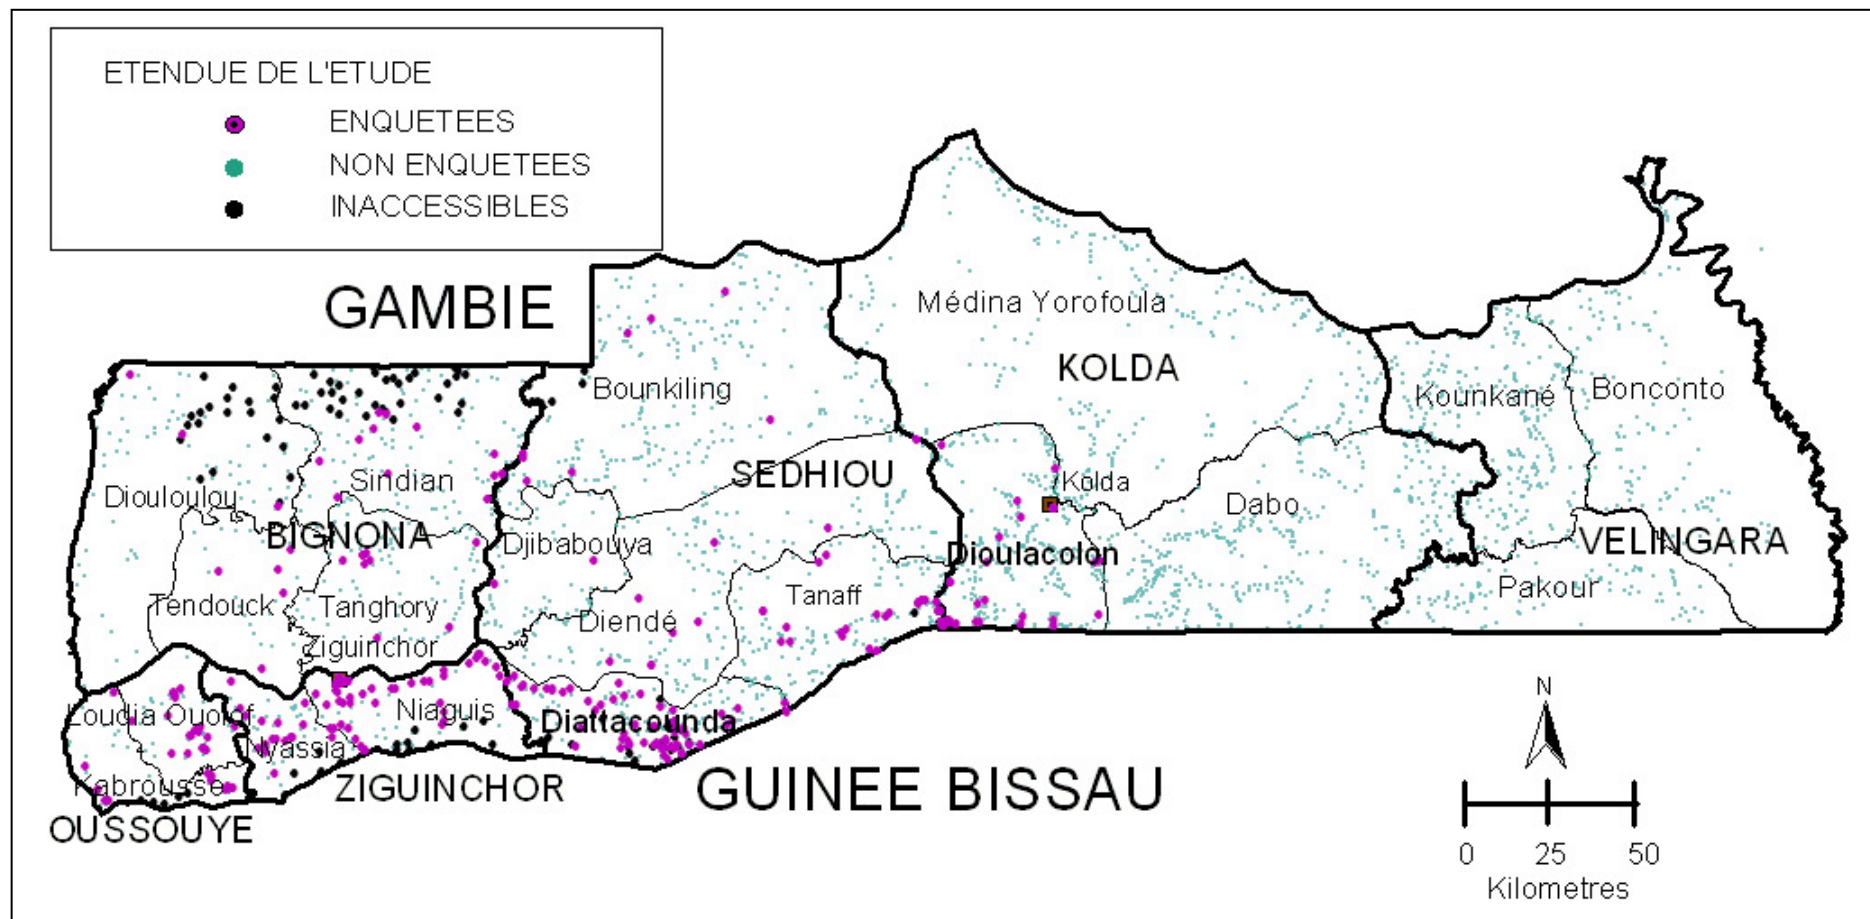 ETENDUE DE L'ETUDE
ENQUETEES
NON ENQUETEES
INACCESSIBLES
GAMBIE
Médina Yorofoula
KOLDA
Bounkiling
Kounkané
Bonconto
SEDHIOU
Sindian
Kolda
Diouloulou
Dabo
BIGNONA
Djibabouya
Dioulacolon
VELINGARA
Pakour
Tendouck
Tanghory
Tanaff
Diendé
Ziguinchor
Loudia Ouolof
Niaguis
Diattacounda
Nyassia
Kabrousse
ZIGUINCHOR
GUINEE BISSAU
OUSSOUYE
N
0 25 50
Kilometres